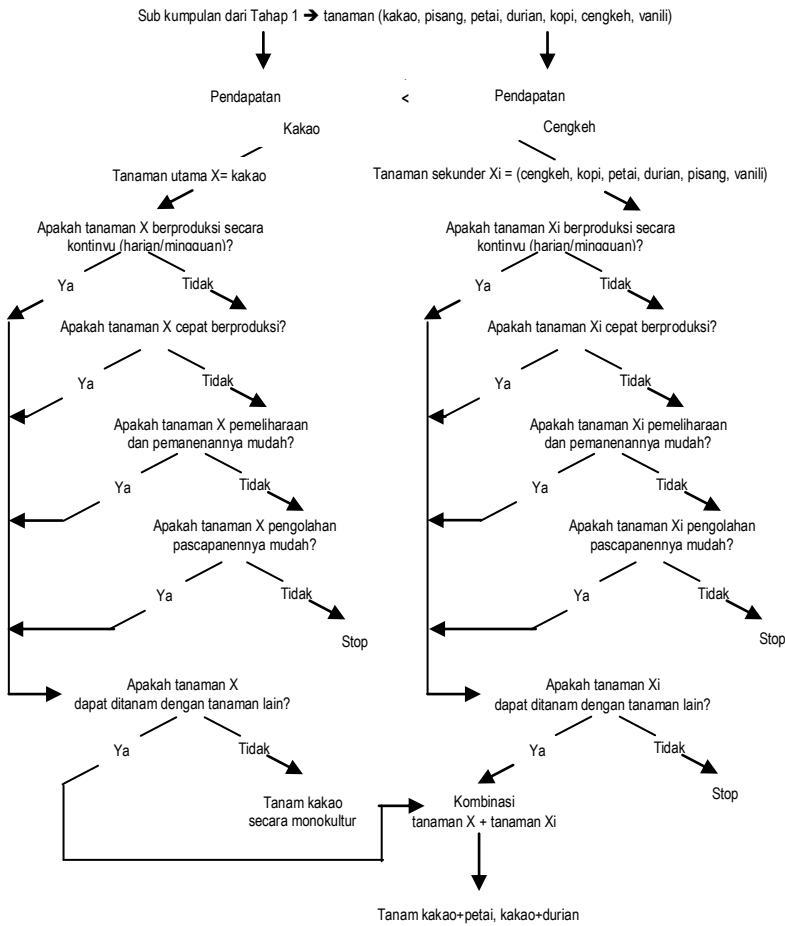 Sub kumpulan dari Tahap 1 → tanaman (kakao, pisang, petai, durian, kopi, cengkeh, vanili)
Pendapatan < Pendapatan
Kakao
Cengkeh
Tanaman utama X= kakao
Tanaman sekunder Xi = (cengkeh, kopi, petai, durian, pisang, vanili)
Apakah tanaman X berproduksi secara
kontinyu (harian/mingguan)?
Ya
Tidak
Apakah tanaman X cepat berproduksi?
Ya
Tidak
Apakah tanaman X pemeliharaan
dan pemanenannya mudah?
Ya
Tidak
Apakah tanaman X pengolahan
pascapanennya mudah?
Ya
Tidak
Stop
Apakah tanaman X
dapat ditanam dengan tanaman lain?
Ya
Tidak
Tanam kakao
secara monokultur
Apakah tanaman Xi berproduksi secara
kontinyu (harian/mingguan)?
Ya
Tidak
Apakah tanaman Xi cepat berproduksi?
Ya
Tidak
Apakah tanaman Xi pemeliharaan
dan pemanenannya mudah?
Ya
Tidak
Apakah tanaman Xi pengolahan
pascapanennya mudah?
Ya
Tidak
Stop
Apakah tanaman Xi
dapat ditanam dengan tanaman lain?
Ya
Tidak
Stop
Kombinasi
tanaman X + tanaman Xi
Tanam kakao+petai, kakao+durian